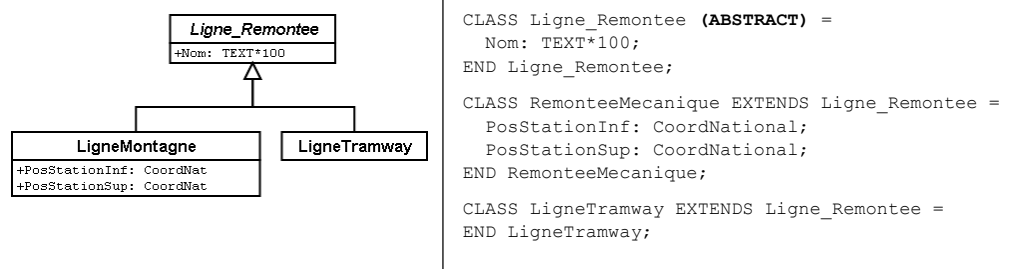 Ligne_Remontee
+Nom: TEXT*100
LigneMontagne
+PosStationInf: CoordNat
+PosStationSup: CoordNat
LigneTramway
CLASS Ligne_Remontee (ABSTRACT) =
Nom: TEXT*100;
END Ligne_Remontee;
CLASS RemonteeMecanique EXTENDS Ligne_Remontee =
PosStationInf: CoordNational;
PosStationSup: CoordNational;
END RemonteeMecanique;
CLASS LigneTramway EXTENDS Ligne_Remontee =
END LigneTramway;